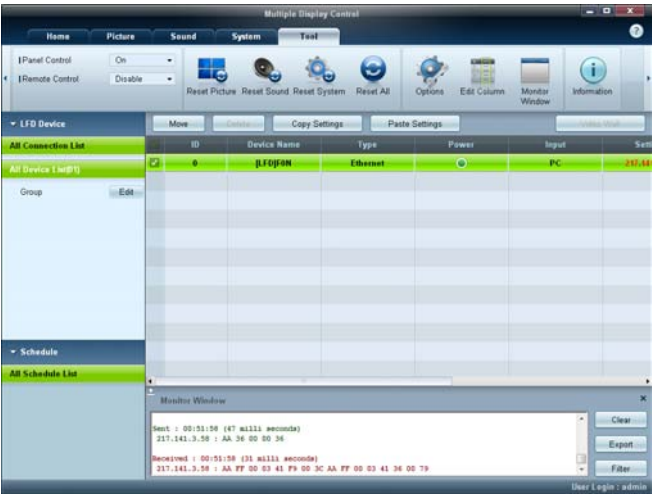 Multiple Display Control
Home Picture Sound System Tool
Panel Control On
Remote Control Disable
Reset Picture Reset Sound Reset System Reset All Options Edit Column Monitor Window Information
LFD Device
Move Delete Copy Settings Paste Settings Video Wall
All Connection List
ID Device Name Type Power Input Setti
All Device List(01)
0 [LFD]F0N Ethernet PC 217.141
Group Edit
Schedule
All Schedule List
Monitor Window
Sent : 00:51:58 (47 milli seconds)
217.141.3.58 : AA 36 00 00 36
Received : 00:51:58 (31 milli seconds)
217.141.3.58 : AA FF 00 03 41 F9 00 3C AA FF 00 03 41 36 00 79
Clear
Export
Filter
User Login : admin